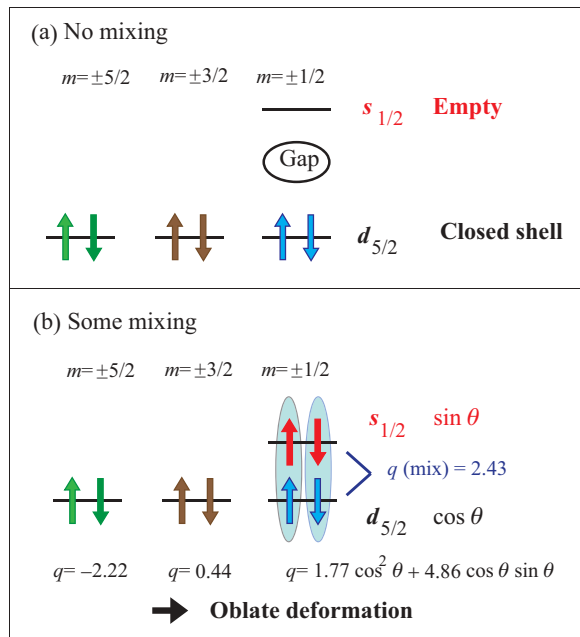 (a) No mixing
m=±5/2 m=±3/2 m=±1/2
s 1/2 Empty
Gap
d 5/2 Closed shell
(b) Some mixing
m=±5/2 m=±3/2 m=±1/2
s 1/2 sin θ
q (mix) = 2.43
d 5/2 cos θ
q= –2.22 q= 0.44 q= 1.77 cos² θ + 4.86 cos θ sin θ
Oblate deformation